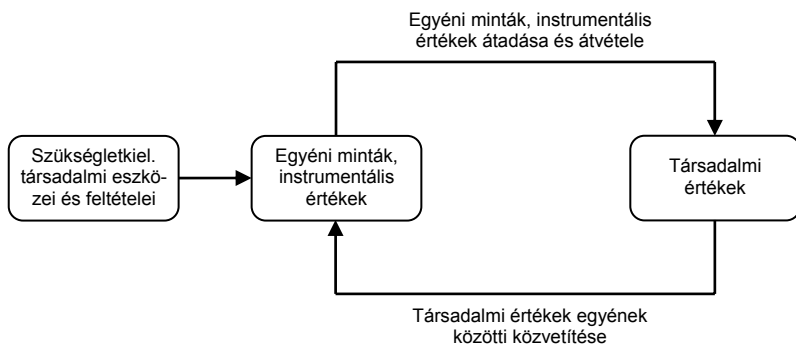 Egyéni minták, instrumentális
értékek átadása és átvétele
Szükségletkiel.
társadalmi eszkö-
zei és feltételei
Egyéni minták,
instrumentális
értékek
Társadalmi
értékek
Társadalmi értékek egyének
közötti közvetítése